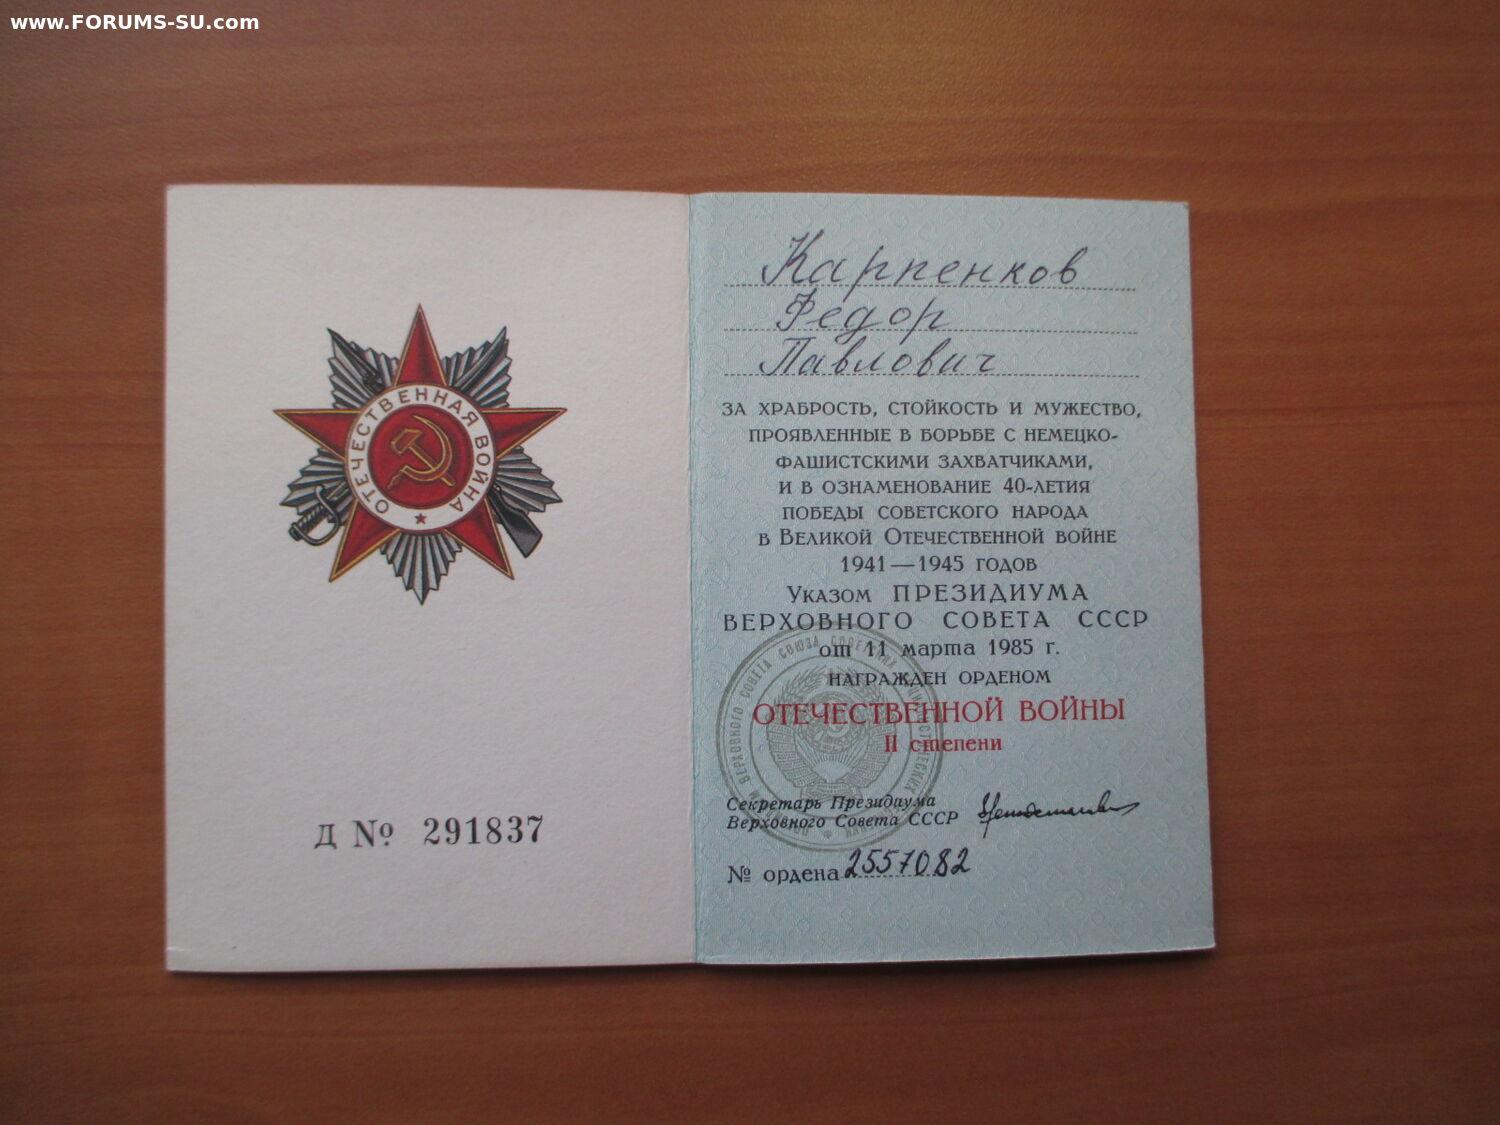 www.FORUMS-SU.com
ОТЕЧЕСТВЕННАЯ ВОЙНА
Д № 291837
Карпенков
Федор
Павлович
ЗА ХРАБРОСТЬ, СТОЙКОСТЬ И МУЖЕСТВО,
ПРОЯВЛЕННЫЕ В БОРЬБЕ С НЕМЕЦКО-
ФАШИСТСКИМИ ЗАХВАТЧИКАМИ,
И В ОЗНАМЕНОВАНИЕ 40-ЛЕТИЯ
ПОБЕДЫ СОВЕТСКОГО НАРОДА
В ВЕЛИКОЙ ОТЕЧЕСТВЕННОЙ ВОЙНЕ
1941—1945 ГОДОВ
УКАЗОМ ПРЕЗИДИУМА
ВЕРХОВНОГО СОВЕТА СССР
от 11 марта 1985 г.
НАГРАЖДЕН ОРДЕНОМ
ОТЕЧЕСТВЕННОЙ ВОЙНЫ
II степени
Секретарь Президиума
Верховного Совета СССР
№ ордена 2557082